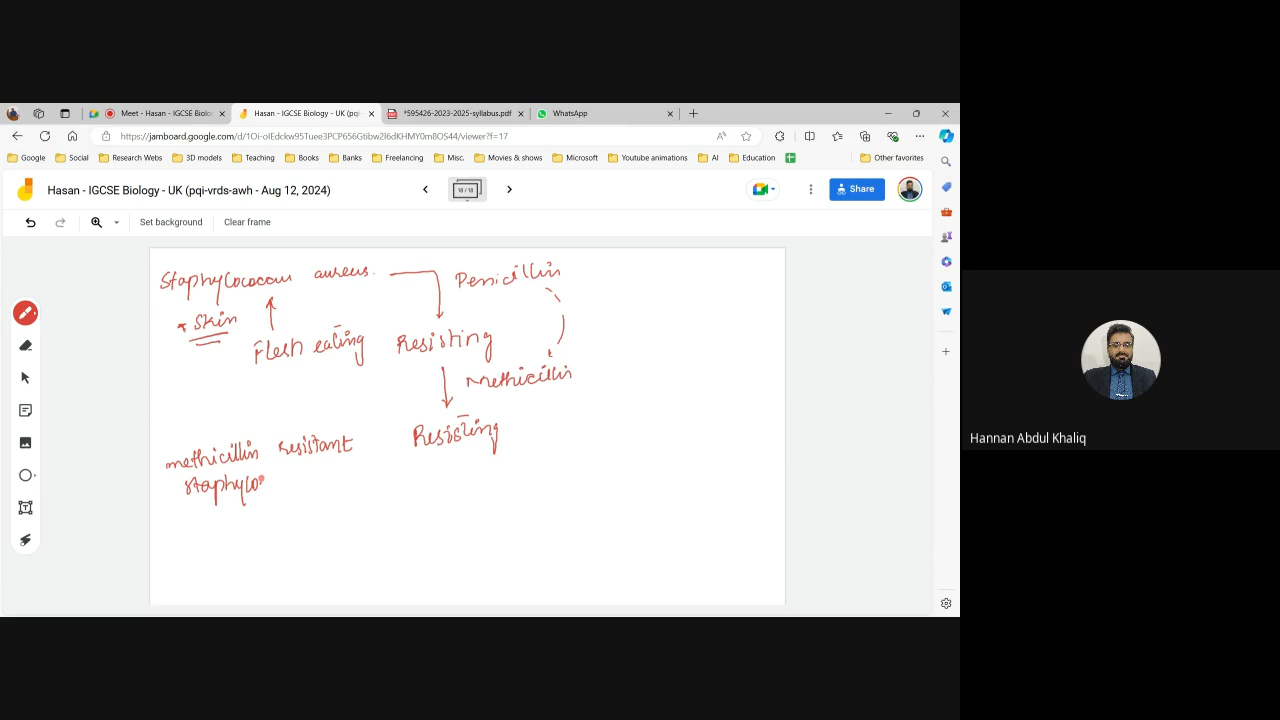 Meet - Hasan - IGCSE Biolo
Hasan - IGCSE Biology - UK (pqi
*595426-2023-2025-syllabus.pdf
WhatsApp
https://jamboard.google.com/d/1Oi-oIEdckw95Tuee3PCP656Gtibw2l6dKHMY0m8OS44/viewer?f=17
Google
Social
Research Webs
3D models
Teaching
Books
Banks
Freelancing
Misc.
Movies & shows
Microsoft
Youtube animations
AI
Education
Other favorites
Hasan - IGCSE Biology - UK (pqi-vrds-awh - Aug 12, 2024)
18 / 18
Share
Set background
Clear frame
Staphylococcus aureus.
Penicillin
* Skin
Flesh eating
Resisting
Methicillin
Resisting
methicillin resistant
staphyloc
Hannan Abdul Khaliq